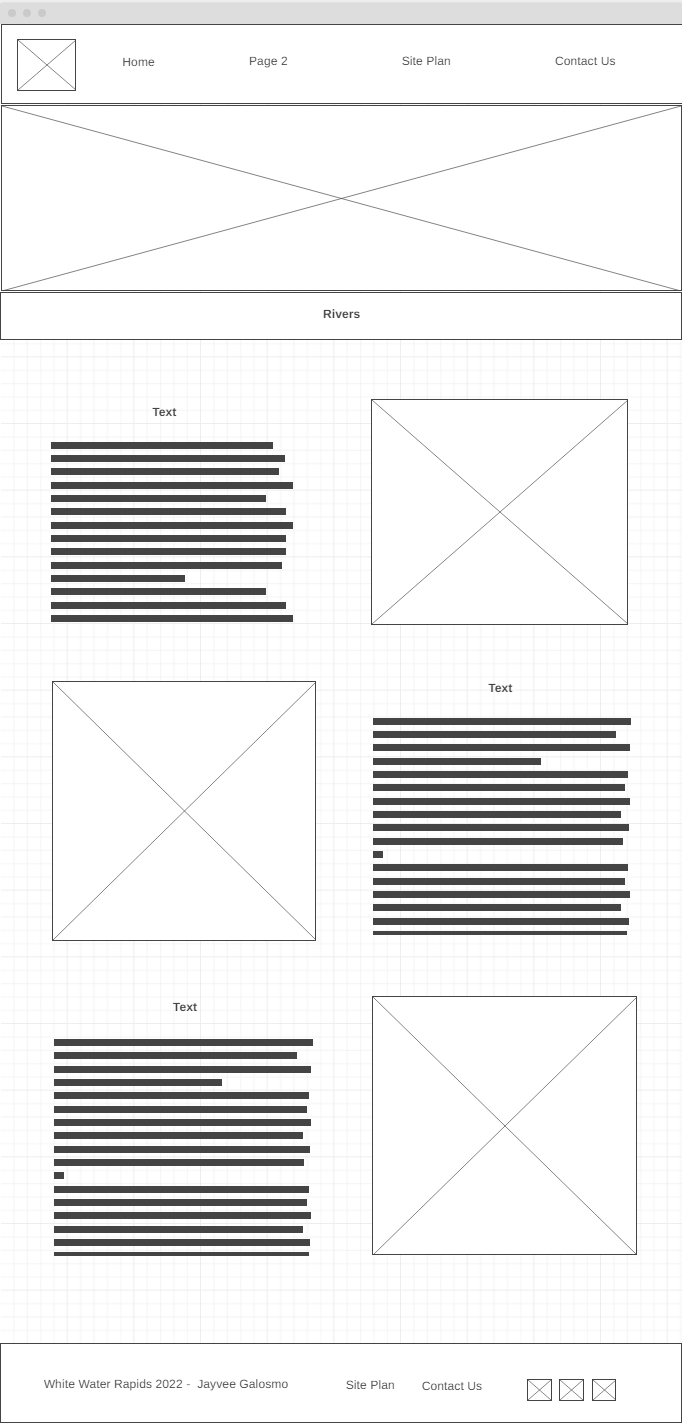 Home Page 2 Site Plan Contact Us
Rivers
Text
Text
Text
White Water Rapids 2022 - Jayvee Galosmo Site Plan Contact Us